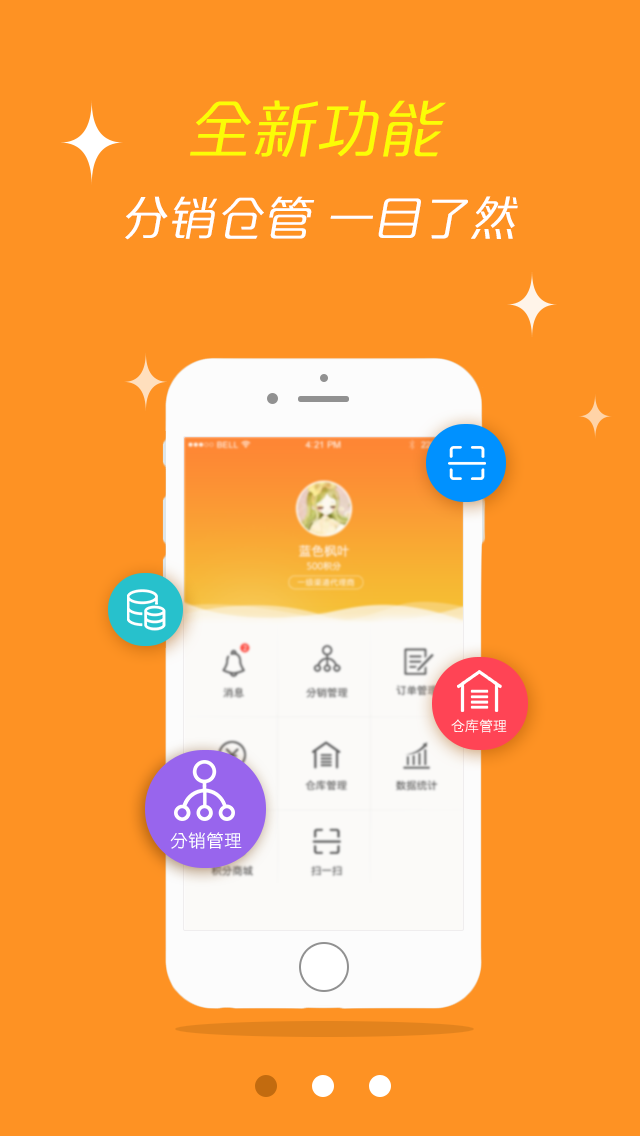 全新功能
分销仓管 一目了然
BELL 4:21 PM
蓝色枫叶
500积分
消息
分销管理
订单管理
仓库管理
仓库管理
数据统计
分销管理
积分商城
扫一扫